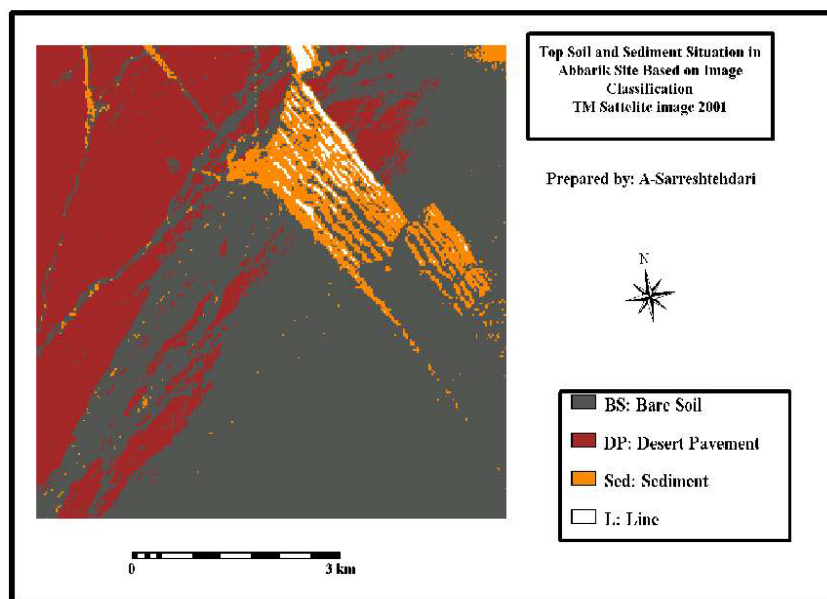 Top Soil and Sediment Situation in
Abbarik Site Based on Image
Classification
TM Sattelite image 2001
Prepared by: A-Sarreshtehdari
N
BS: Bare Soil
DP: Desert Pavement
Sed: Sediment
L: Line
0 3 km